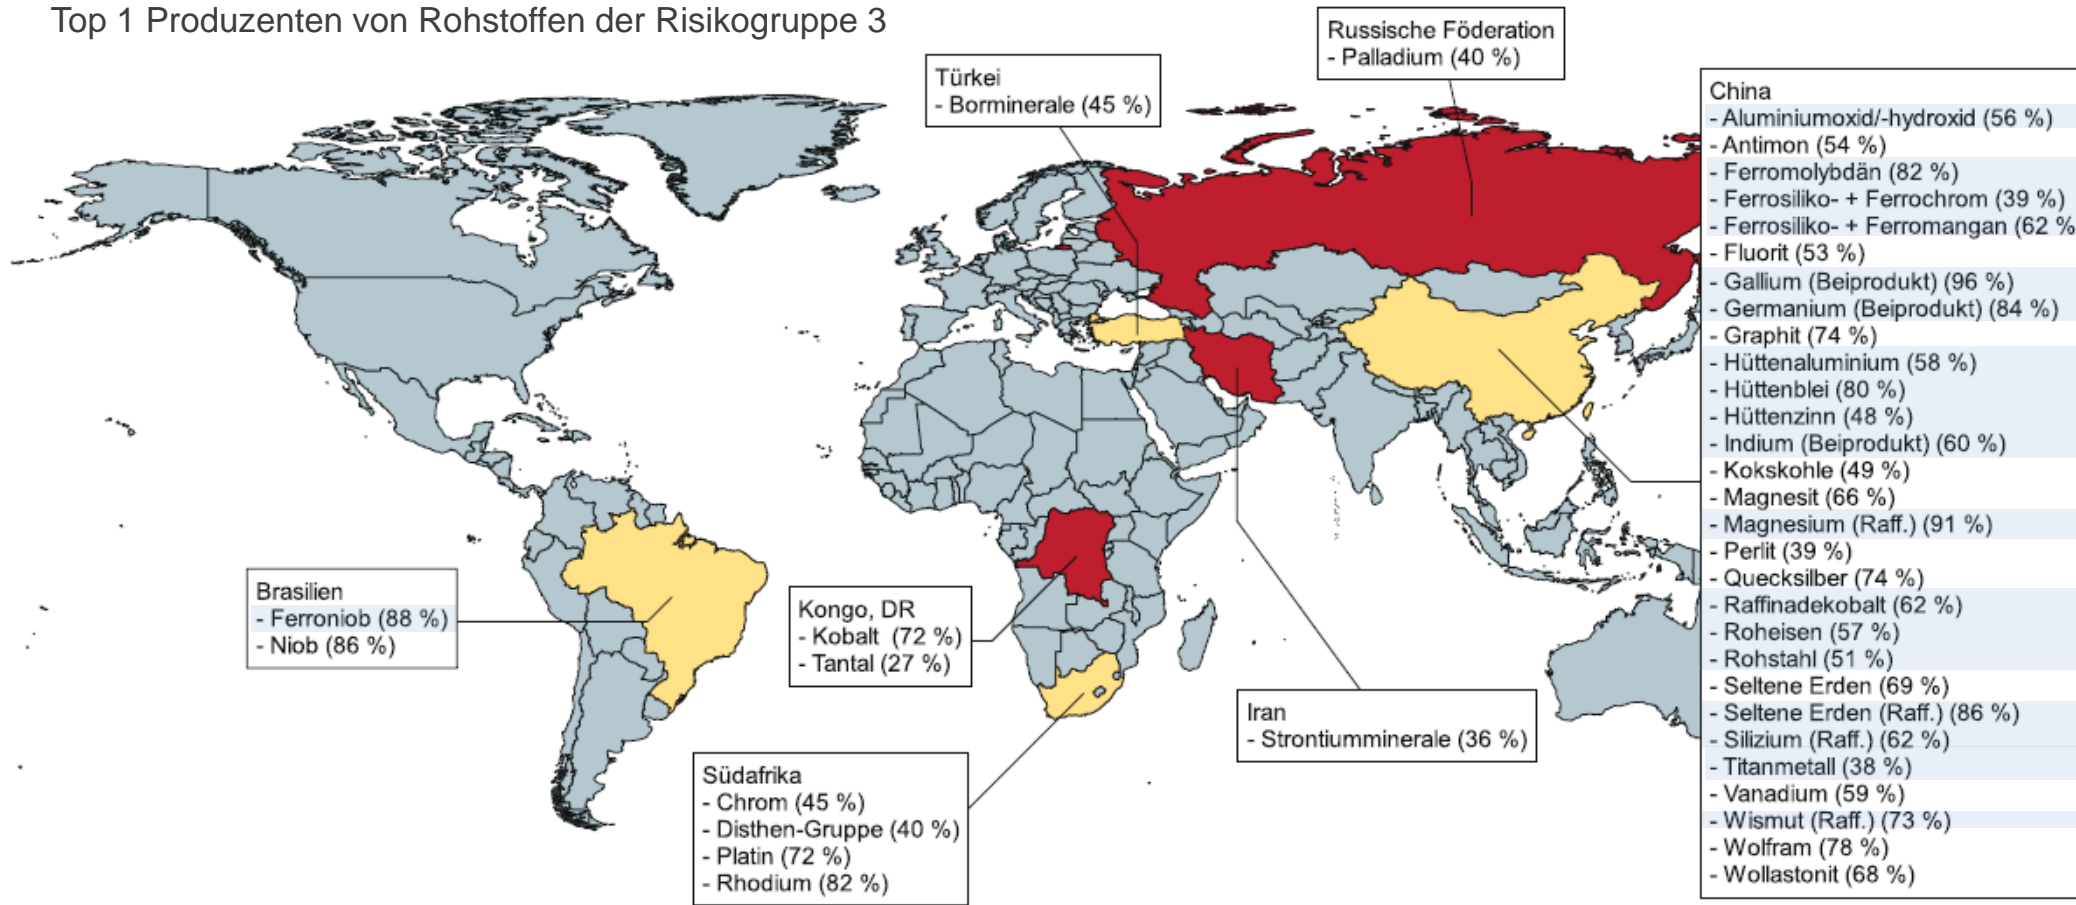 Top 1 Produzenten von Rohstoffen der Risikogruppe 3
Russische Föderation
- Palladium (40 %)
Türkei
- Borminerale (45 %)
China
- Aluminiumoxid/-hydroxid (56 %)
- Antimon (54 %)
- Ferromolybdän (82 %)
- Ferrosiliko- + Ferrochrom (39 %)
- Ferrosiliko- + Ferromangan (62 %
- Fluorit (53 %)
- Gallium (Beiprodukt) (96 %)
- Germanium (Beiprodukt) (84 %)
- Graphit (74 %)
- Hüttenaluminium (58 %)
- Hüttenblei (80 %)
- Hüttenzinn (48 %)
- Indium (Beiprodukt) (60 %)
- Kokskohle (49 %)
- Magnesit (66 %)
- Magnesium (Raff.) (91 %)
- Perlit (39 %)
- Quecksilber (74 %)
- Raffinadekobalt (62 %)
- Roheisen (57 %)
- Rohstahl (51 %)
- Seltene Erden (69 %)
- Seltene Erden (Raff.) (86 %)
- Silizium (Raff.) (62 %)
- Titanmetall (38 %)
- Vanadium (59 %)
- Wismut (Raff.) (73 %)
- Wolfram (78 %)
- Wollastonit (68 %)
Brasilien
- Ferroniob (88 %)
- Niob (86 %)
Kongo, DR
- Kobalt (72 %)
- Tantal (27 %)
Iran
- Strontiumminerale (36 %)
Südafrika
- Chrom (45 %)
- Disthen-Gruppe (40 %)
- Platin (72 %)
- Rhodium (82 %)